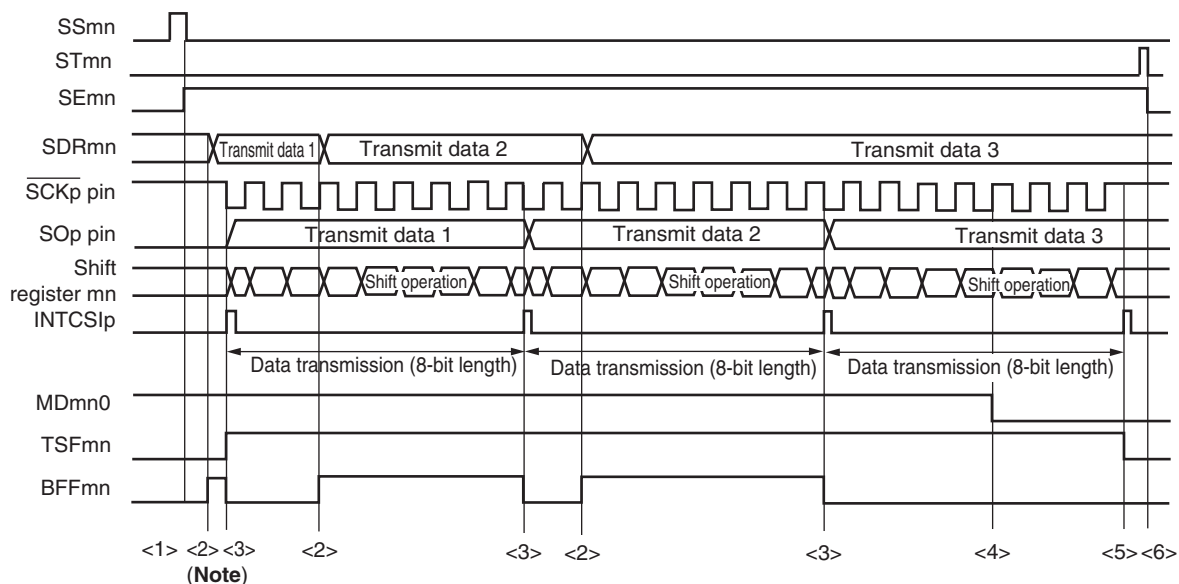 SSmn
STmn
SEmn
SDRmn
Transmit data 1
Transmit data 2
Transmit data 3
SCKp pin
SOp pin
Transmit data 1
Transmit data 2
Transmit data 3
Shift
register mn
Shift operation
Shift operation
Shift operation
INTCSIp
Data transmission (8-bit length)
Data transmission (8-bit length)
Data transmission (8-bit length)
MDmn0
TSFmn
BFFmn
<1> <2> <3> <2> <3> <2> <3> <4> <5> <6>
(Note)